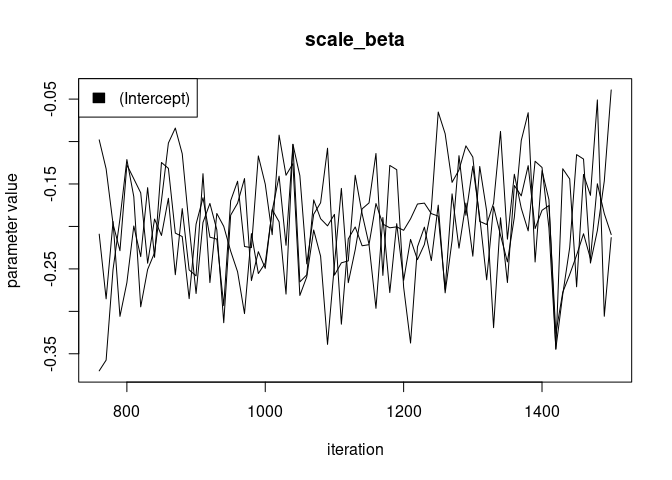 scale_beta
(Intercept)
-0.05
-0.15
-0.25
-0.35
parameter value
800
1000
1200
1400
iteration